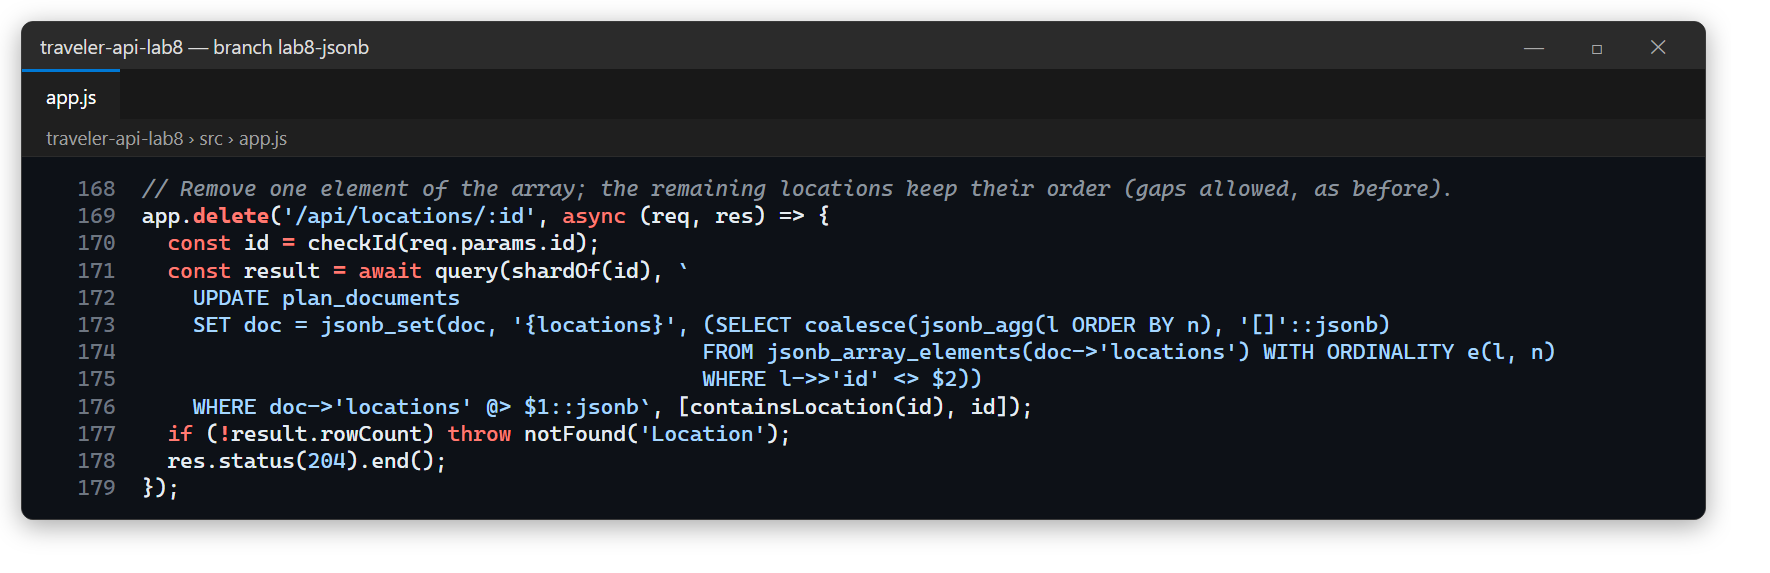 traveler-api-lab8 — branch lab8-jsonb
app.js
traveler-api-lab8 › src › app.js
168 // Remove one element of the array; the remaining locations keep their order (gaps allowed, as before).
169 app.delete('/api/locations/:id', async (req, res) => {
170   const id = checkId(req.params.id);
171   const result = await query(shardOf(id), `
172     UPDATE plan_documents
173     SET doc = jsonb_set(doc, '{locations}', (SELECT coalesce(jsonb_agg(l ORDER BY n), '[]'::jsonb)
174                                             FROM jsonb_array_elements(doc->'locations') WITH ORDINALITY e(l, n)
175                                             WHERE l->>'id' <> $2))
176     WHERE doc->'locations' @> $1::jsonb`, [containsLocation(id), id]);
177   if (!result.rowCount) throw notFound('Location');
178   res.status(204).end();
179 });